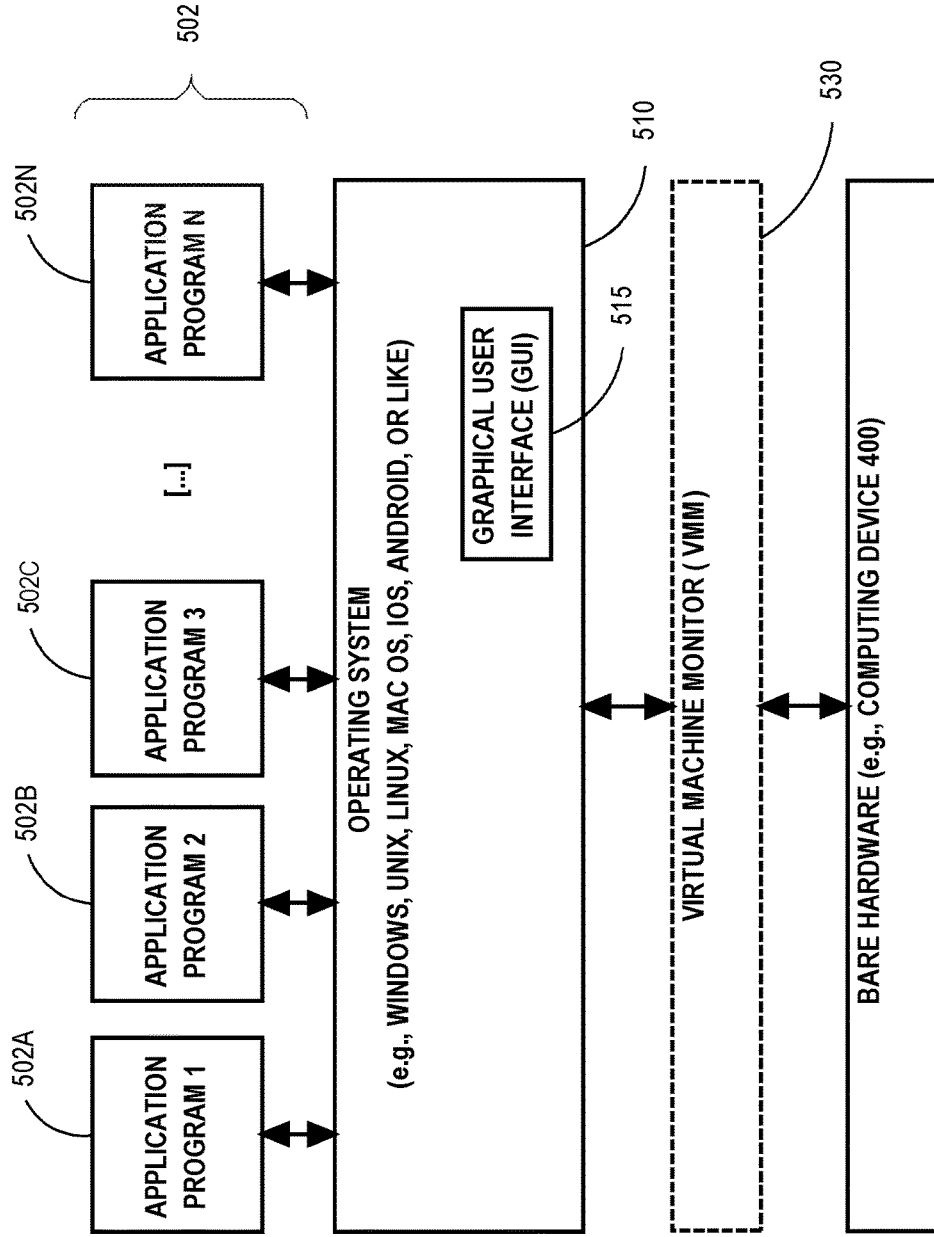 502
502A
502B
502C
502N
APPLICATION
PROGRAM 1
APPLICATION
PROGRAM 2
APPLICATION
PROGRAM 3
[...]
APPLICATION
PROGRAM N
OPERATING SYSTEM
(e.g., WINDOWS, UNIX, LINUX, MAC OS, IOS, ANDROID, OR LIKE)
GRAPHICAL USER
INTERFACE (GUI)
510
515
VIRTUAL MACHINE MONITOR ( VMM)
530
BARE HARDWARE (e.g., COMPUTING DEVICE 400)